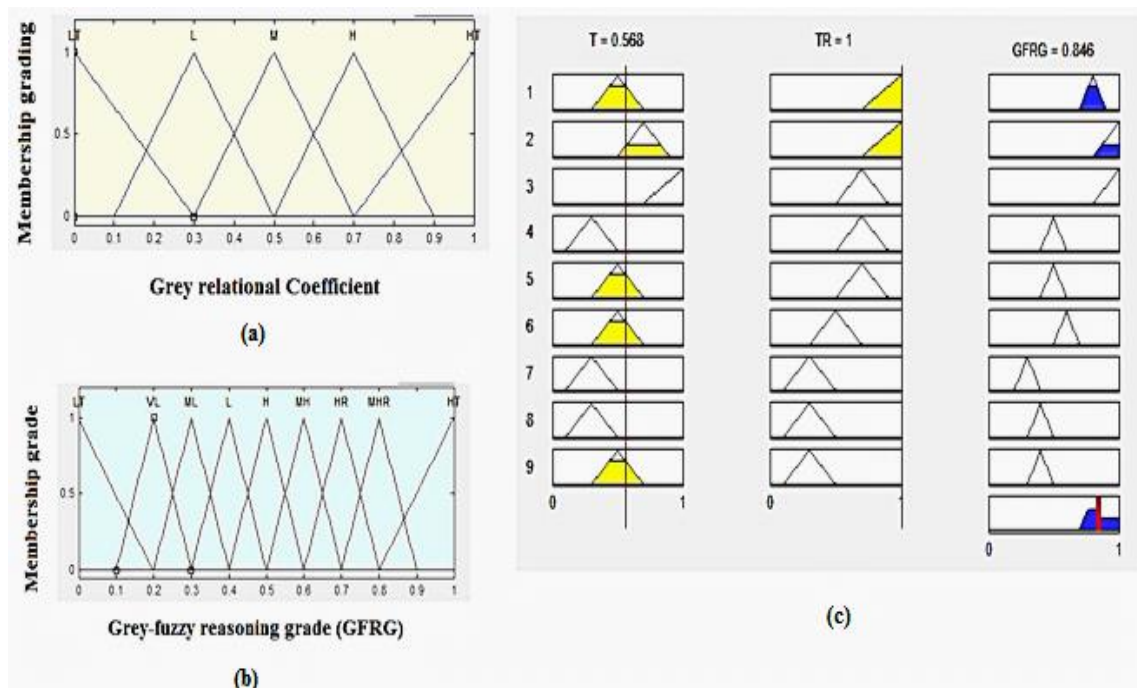 LT L M H HT
1
0.5
0
0 0.1 0.2 0.3 0.4 0.5 0.6 0.7 0.8 0.9 1
Membership grading
Grey relational Coefficient
(a)
LT VL ML L H MH HR MHR HT
1
0.5
0
0 0.1 0.2 0.3 0.4 0.5 0.6 0.7 0.8 0.9 1
Membership grade
Grey-fuzzy reasoning grade (GFRG)
(b)
T = 0.568 TR = 1 GFRG = 0.846
1
2
3
4
5
6
7
8
9
0 1 0 1
0 1
(c)